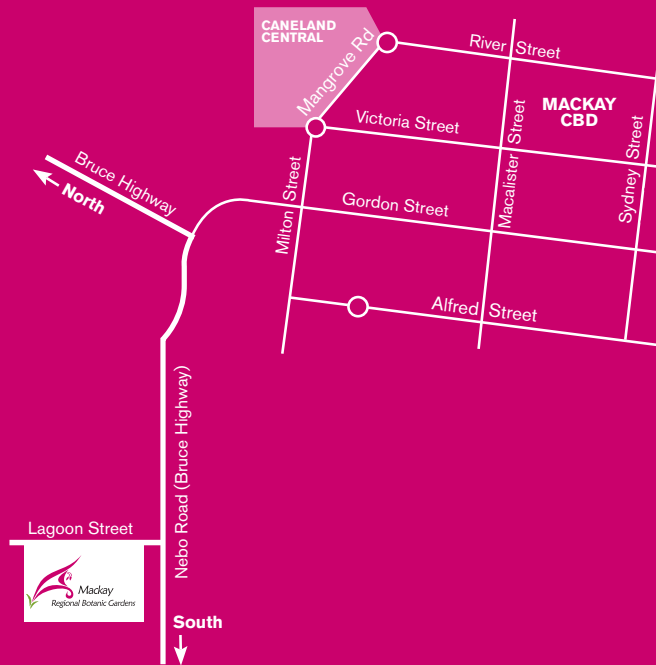 CANELAND
CENTRAL
River Street
Mangrove Rd
MACKAY
CBD
Victoria Street
Macalister Street
Sydney Street
Bruce Highway
North
Milton Street
Gordon Street
Alfred Street
Nebo Road (Bruce Highway)
Lagoon Street
Mackay
Regional Botanic Gardens
South